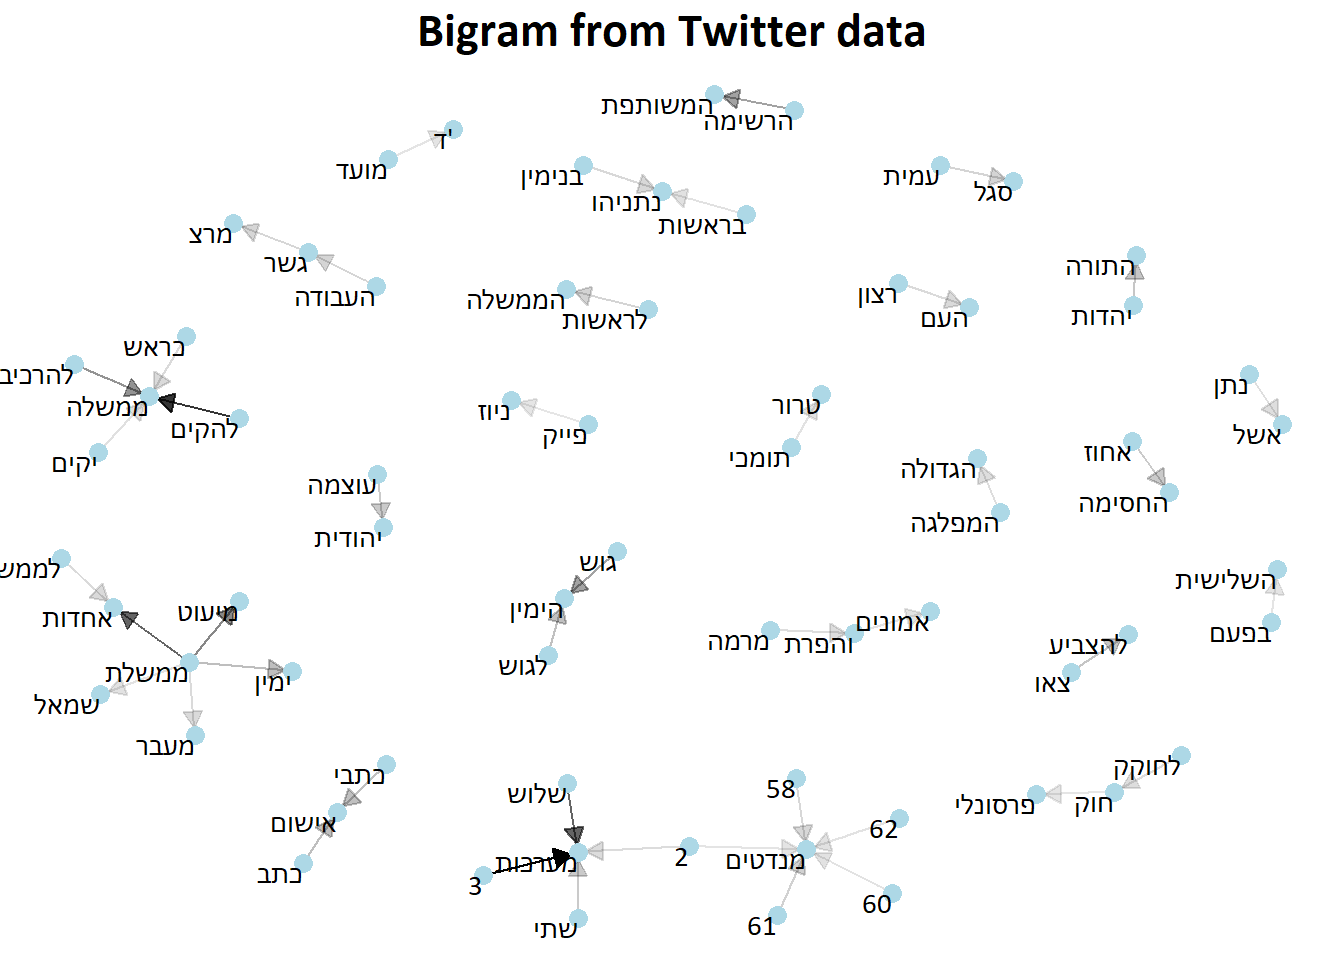 Bigram from Twitter data
המשותפת
הרשימה
ד'
מועד
בנימין
נתניהו
בראשות
עמית
סגל
מרצ
גשר
העבודה
הממשלה
לראשות
רצון
העם
התורה
יהדות
בראש
להרכיב
ממשלה
להקים
יקים
ניוז
פייק
טרור
תומכי
הגדולה
המפלגה
נתן
אשל
אחוז
החסימה
עוצמה
יהודית
לממש
אחדות
מיעוט
ממשלת
ימין
שמאל
מעבר
גוש
הימין
לגוש
אמונים
והפרת
מרמה
השלישית
בפעם
להצביע
צאו
כתבי
אישום
כתב
שלוש
מערכות
3
שתי
2
58
62
מנדטים
60
61
לחוקק
חוק
פרסונלי